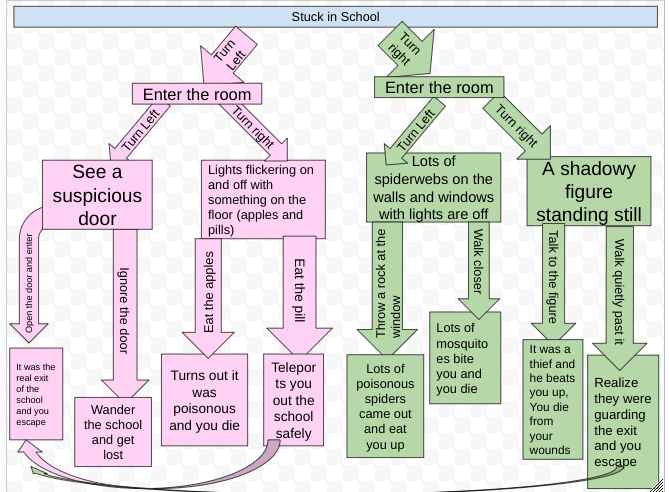 Stuck in School
Turn
Left
Turn
right
Enter the room
Enter the room
Turn Left
Turn right
Turn Left
Turn right
See a
suspicious
door
Lights flickering on
and off with
something on the
floor (apples and
pills)
Lots of
spiderwebs on the
walls and windows
with lights are off
A shadowy
figure
standing still
Open the door and enter
Ignore the door
Eat the apples
Eat the pill
Throw a rock at the
window
Walk closer
Talk to the figure
Walk quietly past it
It was the
real exit
of the
school
and you
escape
Wander
the school
and get
lost
Turns out it
was
poisonous
and you die
Telepor
ts you
out the
school
safely
Lots of
poisonous
spiders
came out
and eat
you up
Lots of
mosquito
es bite
you and
you die
It was a
thief and
he beats
you up,
You die
from
your
wounds
Realize
they were
guarding
the exit
and you
escape